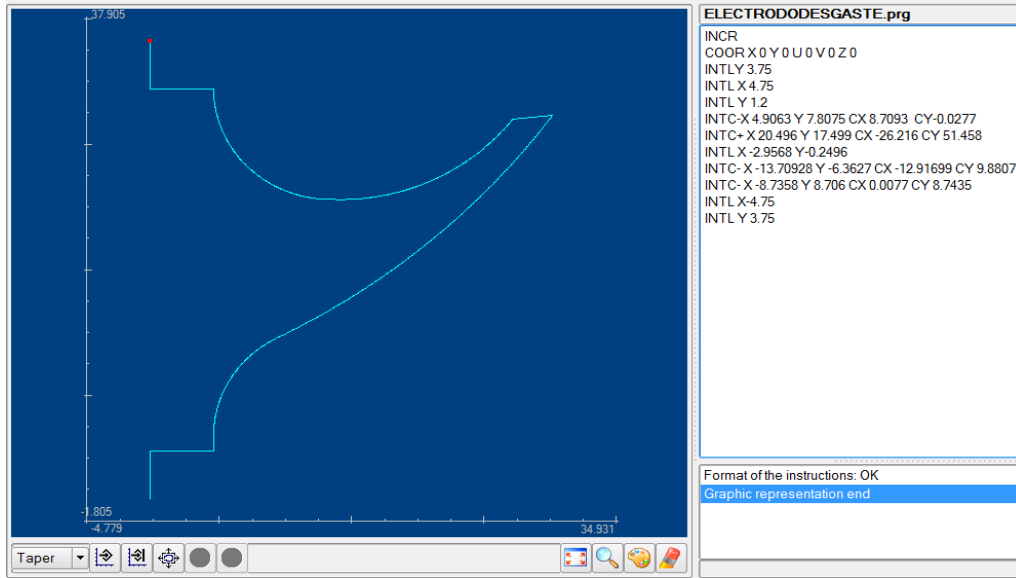 37.905
-1.805
-4.779
34.931
Taper
ELECTRODODESGASTE.prg
INCR
COOR X 0 Y 0 U 0 V 0 Z 0
INTLY 3.75
INTL X 4.75
INTL Y 1.2
INTC-X 4.9063 Y 7.8075 CX 8.7093 CY-0.0277
INTC+ X 20.496 Y 17.499 CX -26.216 CY 51.458
INTL X -2.9568 Y-0.2496
INTC- X -13.70928 Y -6.3627 CX -12.91699 CY 9.8807
INTC- X -8.7358 Y 8.706 CX 0.0077 CY 8.7435
INTL X-4.75
INTL Y 3.75
Format of the instructions: OK
Graphic representation end